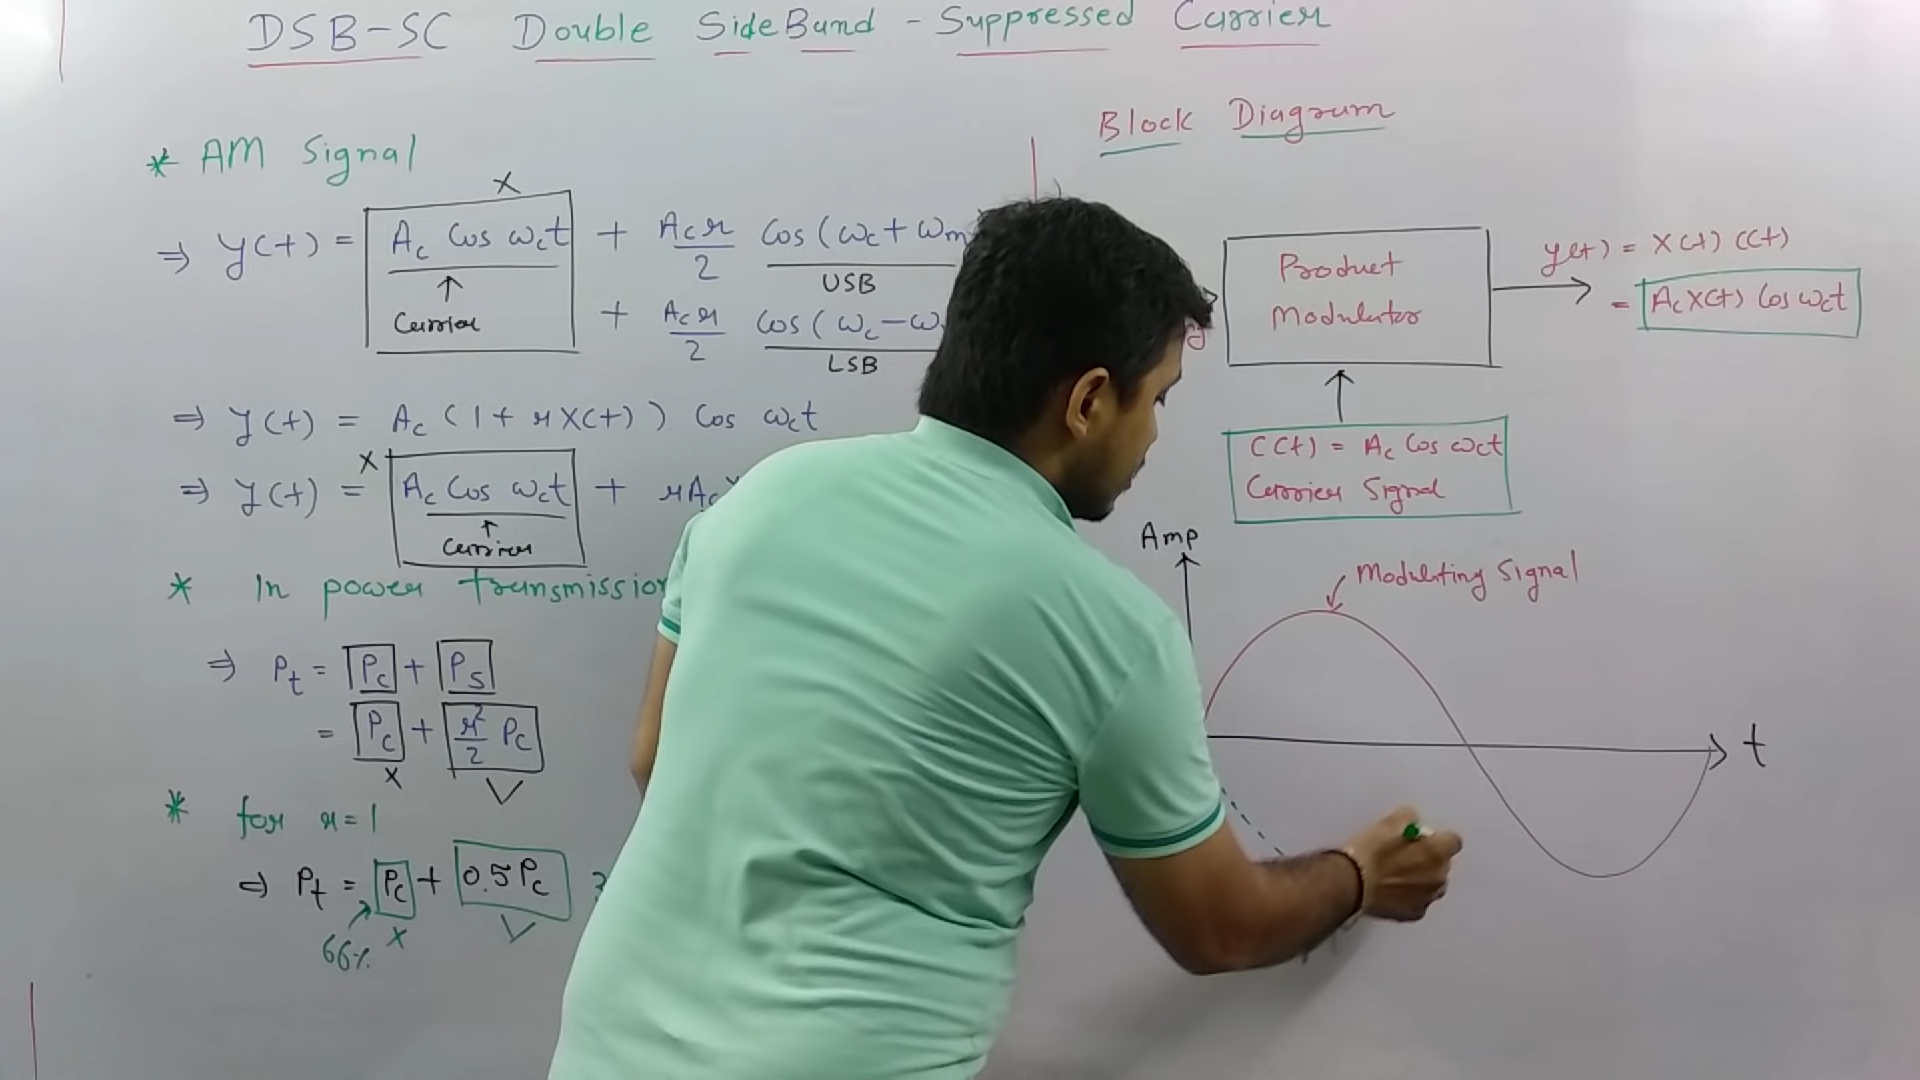 DSB-SC Double SideBand - Suppressed Carrier
* AM Signal
X
⇒ y(t) = Ac Cos ωct + Acμ/2 Cos(ωc + ωm
USB
↑
Carrier
+ Acμ/2 Cos(ωc - ω
LSB
⇒ y(t) = Ac (1 + μ x(t)) Cos ωct
X
⇒ y(t) = Ac Cos ωct + μAc
↑
Carrier
* In power transmission
⇒ Pt = Pc + Ps
= Pc + μ²/2 Pc
X
* for μ = 1
⇒ Pt = Pc + 0.5Pc
66% X
Block Diagram
Product
Modulator
y(t) = x(t) c(t)
= Ac x(t) Cos ωct
c(t) = Ac Cos ωct
Carrier Signal
Amp
Modulating Signal
t